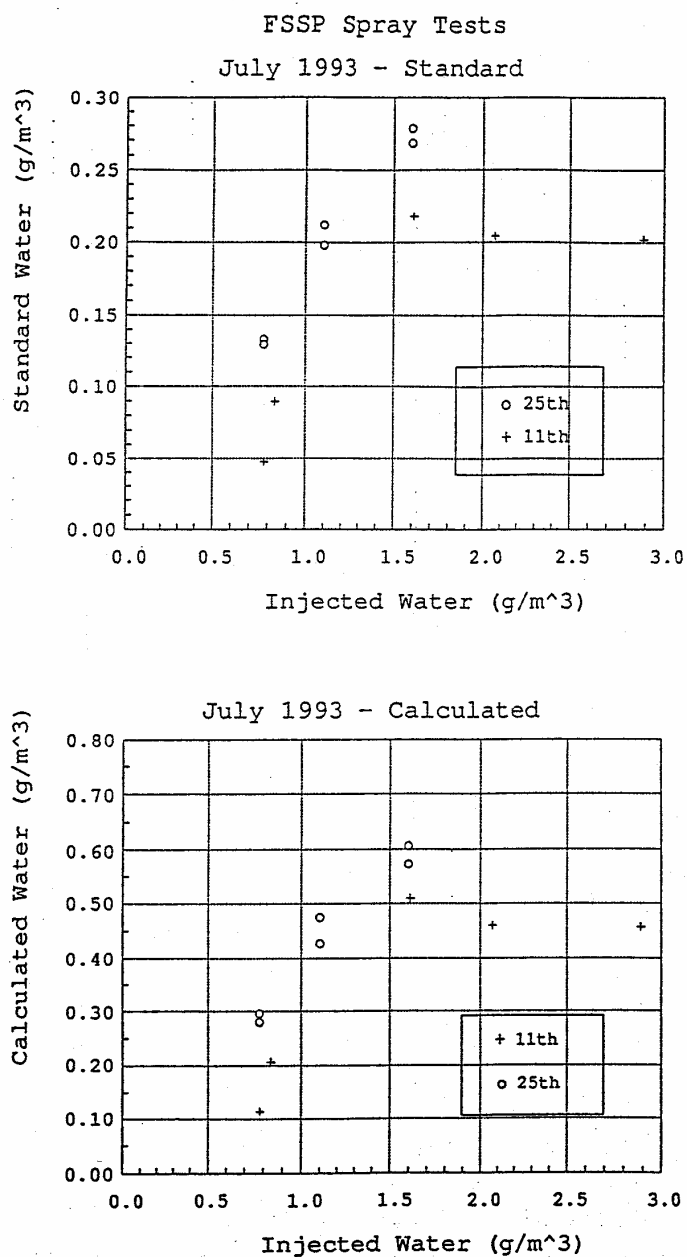 FSSP Spray Tests
July 1993 - Standard
Standard Water (g/m^3)
0.30
0.25
0.20
0.15
0.10
0.05
0.00
o 25th
+ 11th
0.0 0.5 1.0 1.5 2.0 2.5 3.0
Injected Water (g/m^3)
July 1993 - Calculated
Calculated Water (g/m^3)
0.80
0.70
0.60
0.50
0.40
0.30
0.20
0.10
0.00
+ 11th
o 25th
0.0 0.5 1.0 1.5 2.0 2.5 3.0
Injected Water (g/m^3)